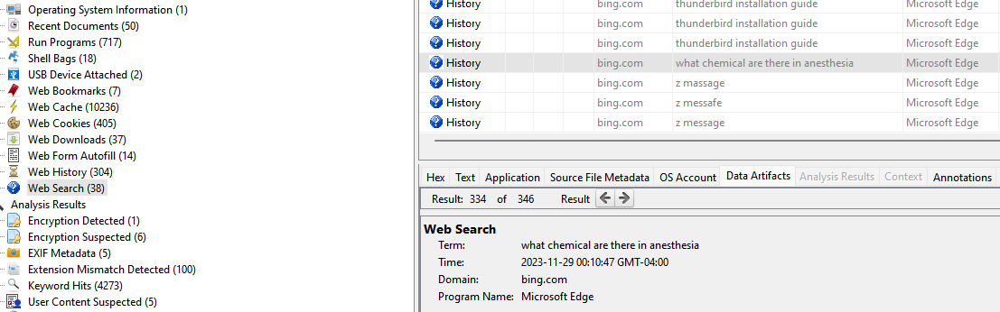 Operating System Information (1)
Recent Documents (50)
Run Programs (717)
Shell Bags (18)
USB Device Attached (2)
Web Bookmarks (7)
Web Cache (10236)
Web Cookies (405)
Web Downloads (37)
Web Form Autofill (14)
Web History (304)
Web Search (38)
Analysis Results
Encryption Detected (1)
Encryption Suspected (6)
EXIF Metadata (5)
Extension Mismatch Detected (100)
Keyword Hits (4273)
User Content Suspected (5)
History bing.com thunderbird installation guide Microsoft Edge
History bing.com thunderbird installation guide Microsoft Edge
History bing.com thunderbird installation guide Microsoft Edge
History bing.com what chemical are there in anesthesia Microsoft Edge
History bing.com z massage Microsoft Edge
History bing.com z messafe Microsoft Edge
History bing.com z message Microsoft Edge
Hex Text Application Source File Metadata OS Account Data Artifacts Analysis Results Context Annotations
Result: 334 of 346 Result
Web Search
Term: what chemical are there in anesthesia
Time: 2023-11-29 00:10:47 GMT-04:00
Domain: bing.com
Program Name: Microsoft Edge